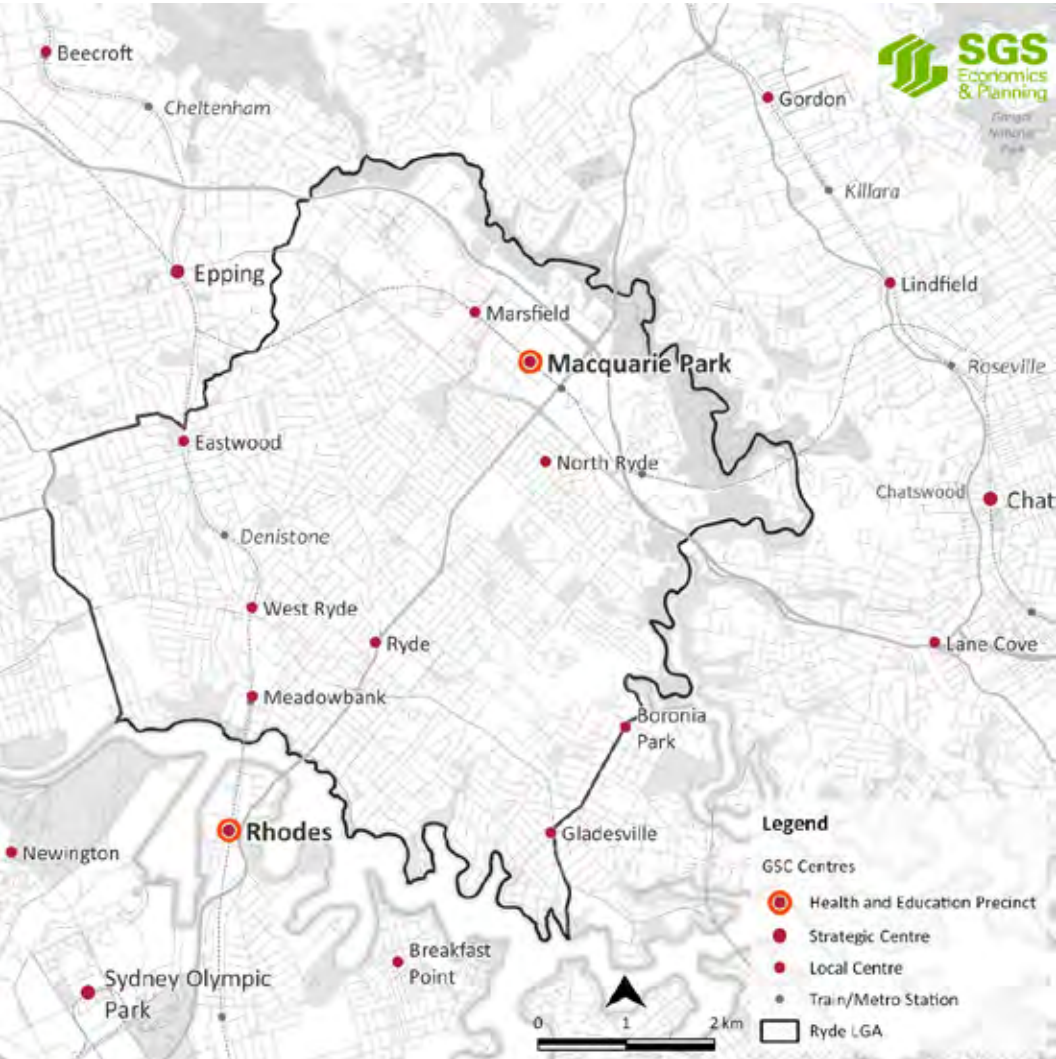 Beecroft
Cheltenham
SGS
Economics
& Planning
Gordon
National
Park
Killara
Epping
Lindfield
Marsfield
Macquarie Park
Roseville
Eastwood
North Ryde
Chatswood
Chat
Denistone
West Ryde
Ryde
Lane Cove
Meadowbank
Boronia
Park
Rhodes
Gladesville
Newington
Breakfast
Point
Sydney Olympic
Park
Legend
GSC Centres
Health and Education Precinct
Strategic Centre
Local Centre
Train/Metro Station
Ryde LGA
0 1 2 km